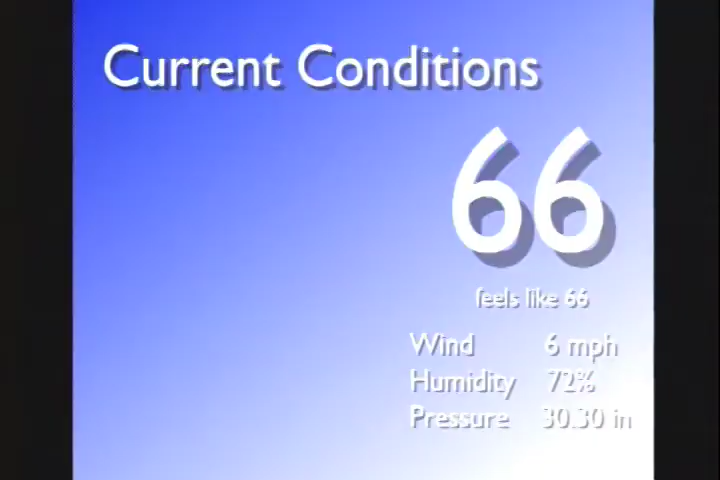 Current Conditions
66
feels like 66
Wind 6 mph
Humidity 72%
Pressure 30.30 in